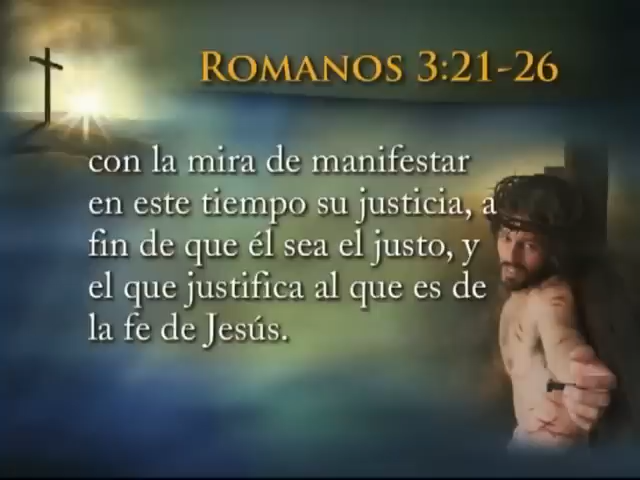 ROMANOS 3:21-26
con la mira de manifestar
en este tiempo su justicia, a
fin de que él sea el justo, y
el que justifica al que es de
la fe de Jesús.